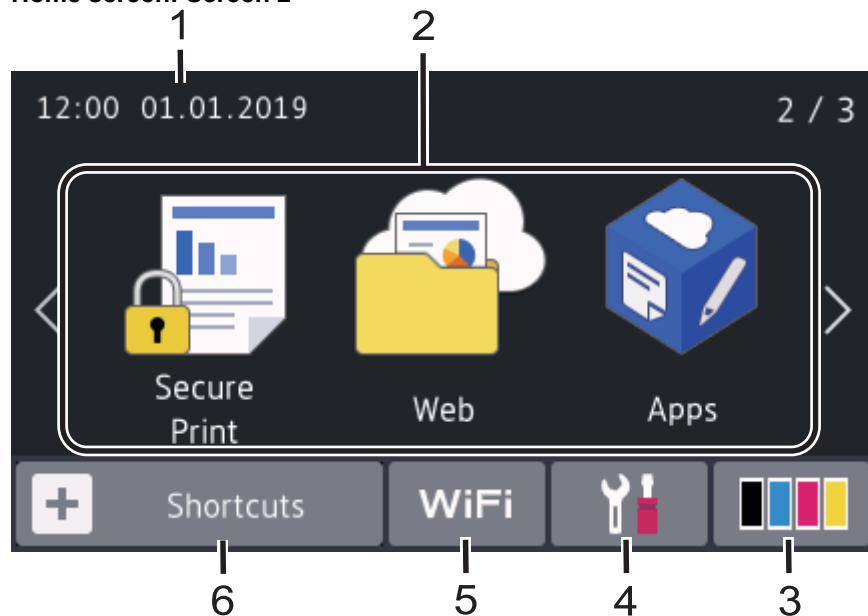 1 2
12:00 01.01.2019 2 / 3
Secure
Print
Web
Apps
Shortcuts
WiFi
6 5 4 3